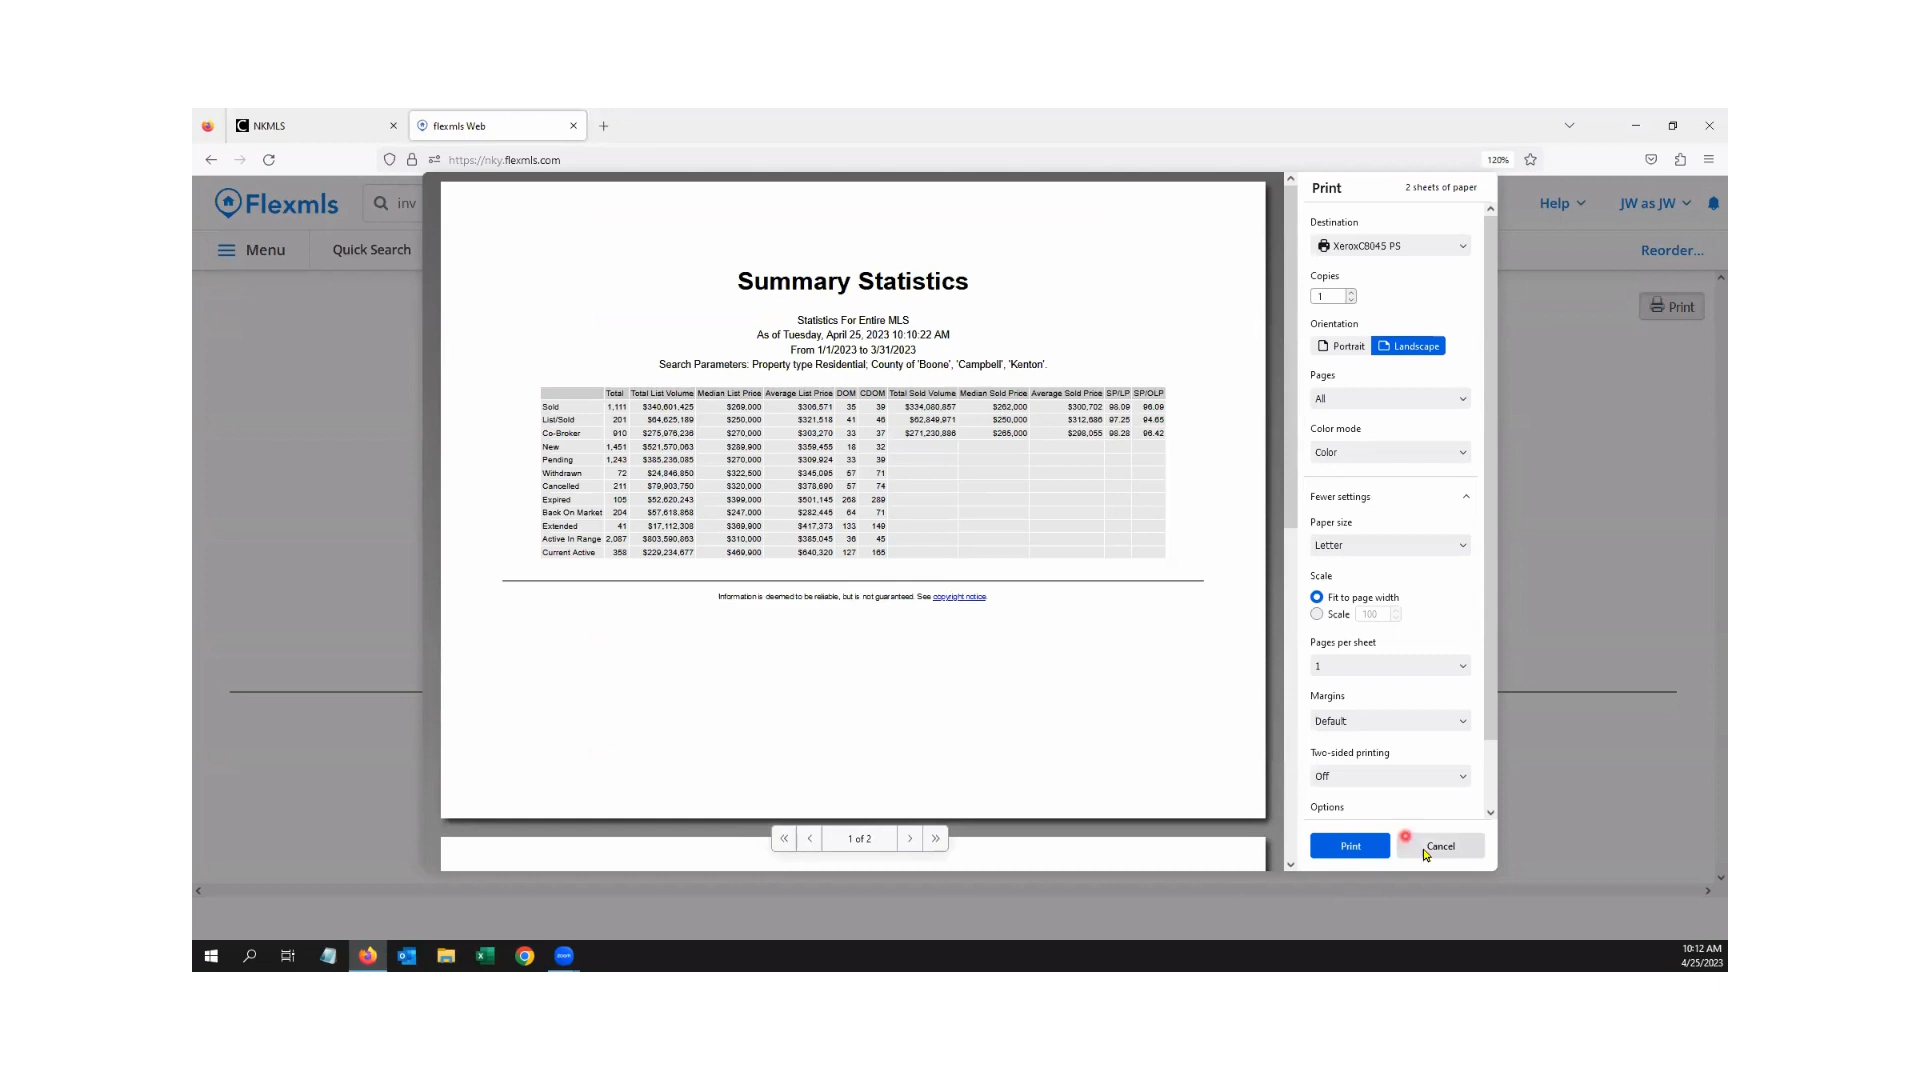 NKMLS
flexmls Web
https://nky.flexmls.com
120%
Flexmls
inv
Help
JW as JW
Menu
Quick Search
Reorder...
Print
Summary Statistics
Statistics For Entire MLS
As of Tuesday, April 25, 2023 10:10:22 AM
From 1/1/2023 to 3/31/2023
Search Parameters: Property type Residential; County of 'Boone', 'Campbell', 'Kenton'.
Total Total List Volume Median List Price Average List Price DOM CDOM Total Sold Volume Median Sold Price Average Sold Price SP/LP SP/OLP
Sold 1,111 $340,601,425 $269,000 $306,571 35 39 $334,080,857 $262,000 $300,702 98.09 96.09
List/Sold 201 $64,625,189 $250,000 $321,518 41 46 $62,849,971 $250,000 $312,686 97.25 94.65
Co-Broker 910 $275,976,236 $270,000 $303,270 33 37 $271,230,886 $265,000 $298,055 98.28 96.42
New 1,451 $521,570,063 $289,900 $359,455 18 32
Pending 1,243 $385,236,085 $270,000 $309,924 33 39
Withdrawn 72 $24,846,850 $322,500 $345,095 57 71
Cancelled 211 $79,903,750 $320,000 $378,690 57 74
Expired 105 $52,620,243 $399,000 $501,145 268 289
Back On Market 204 $57,618,868 $247,000 $282,445 64 71
Extended 41 $17,112,308 $369,900 $417,373 133 149
Active In Range 2,087 $803,590,863 $310,000 $385,045 36 45
Current Active 358 $229,234,677 $469,900 $640,320 127 165
Information is deemed to be reliable, but is not guaranteed. See copyright notice.
1 of 2
Print
2 sheets of paper
Destination
XeroxC8045 PS
Copies
1
Orientation
Portrait
Landscape
Pages
All
Color mode
Color
Fewer settings
Paper size
Letter
Scale
Fit to page width
Scale 100
Pages per sheet
1
Margins
Default
Two-sided printing
Off
Options
Print
Cancel
zoom
10:12 AM
4/25/2023